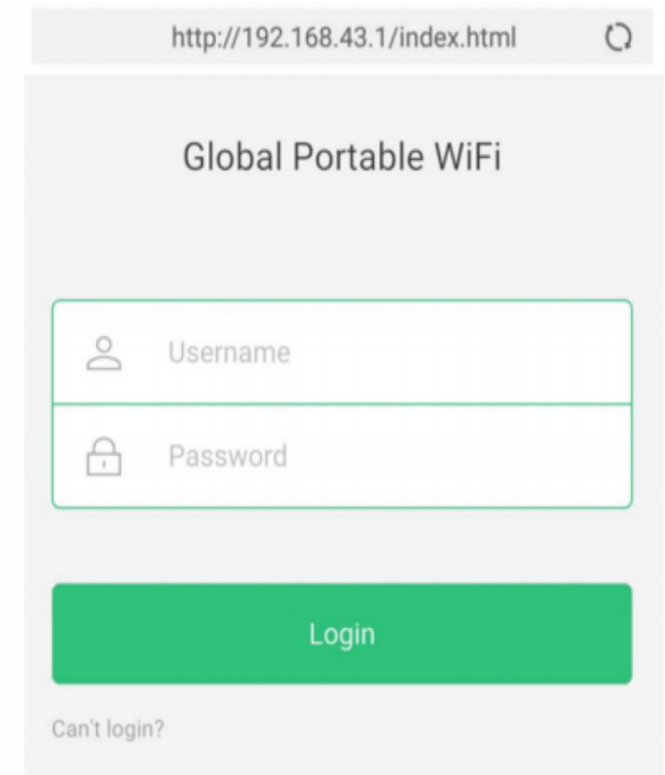 http://192.168.43.1/index.html
Global Portable WiFi
Username
Password
Login
Can't login?